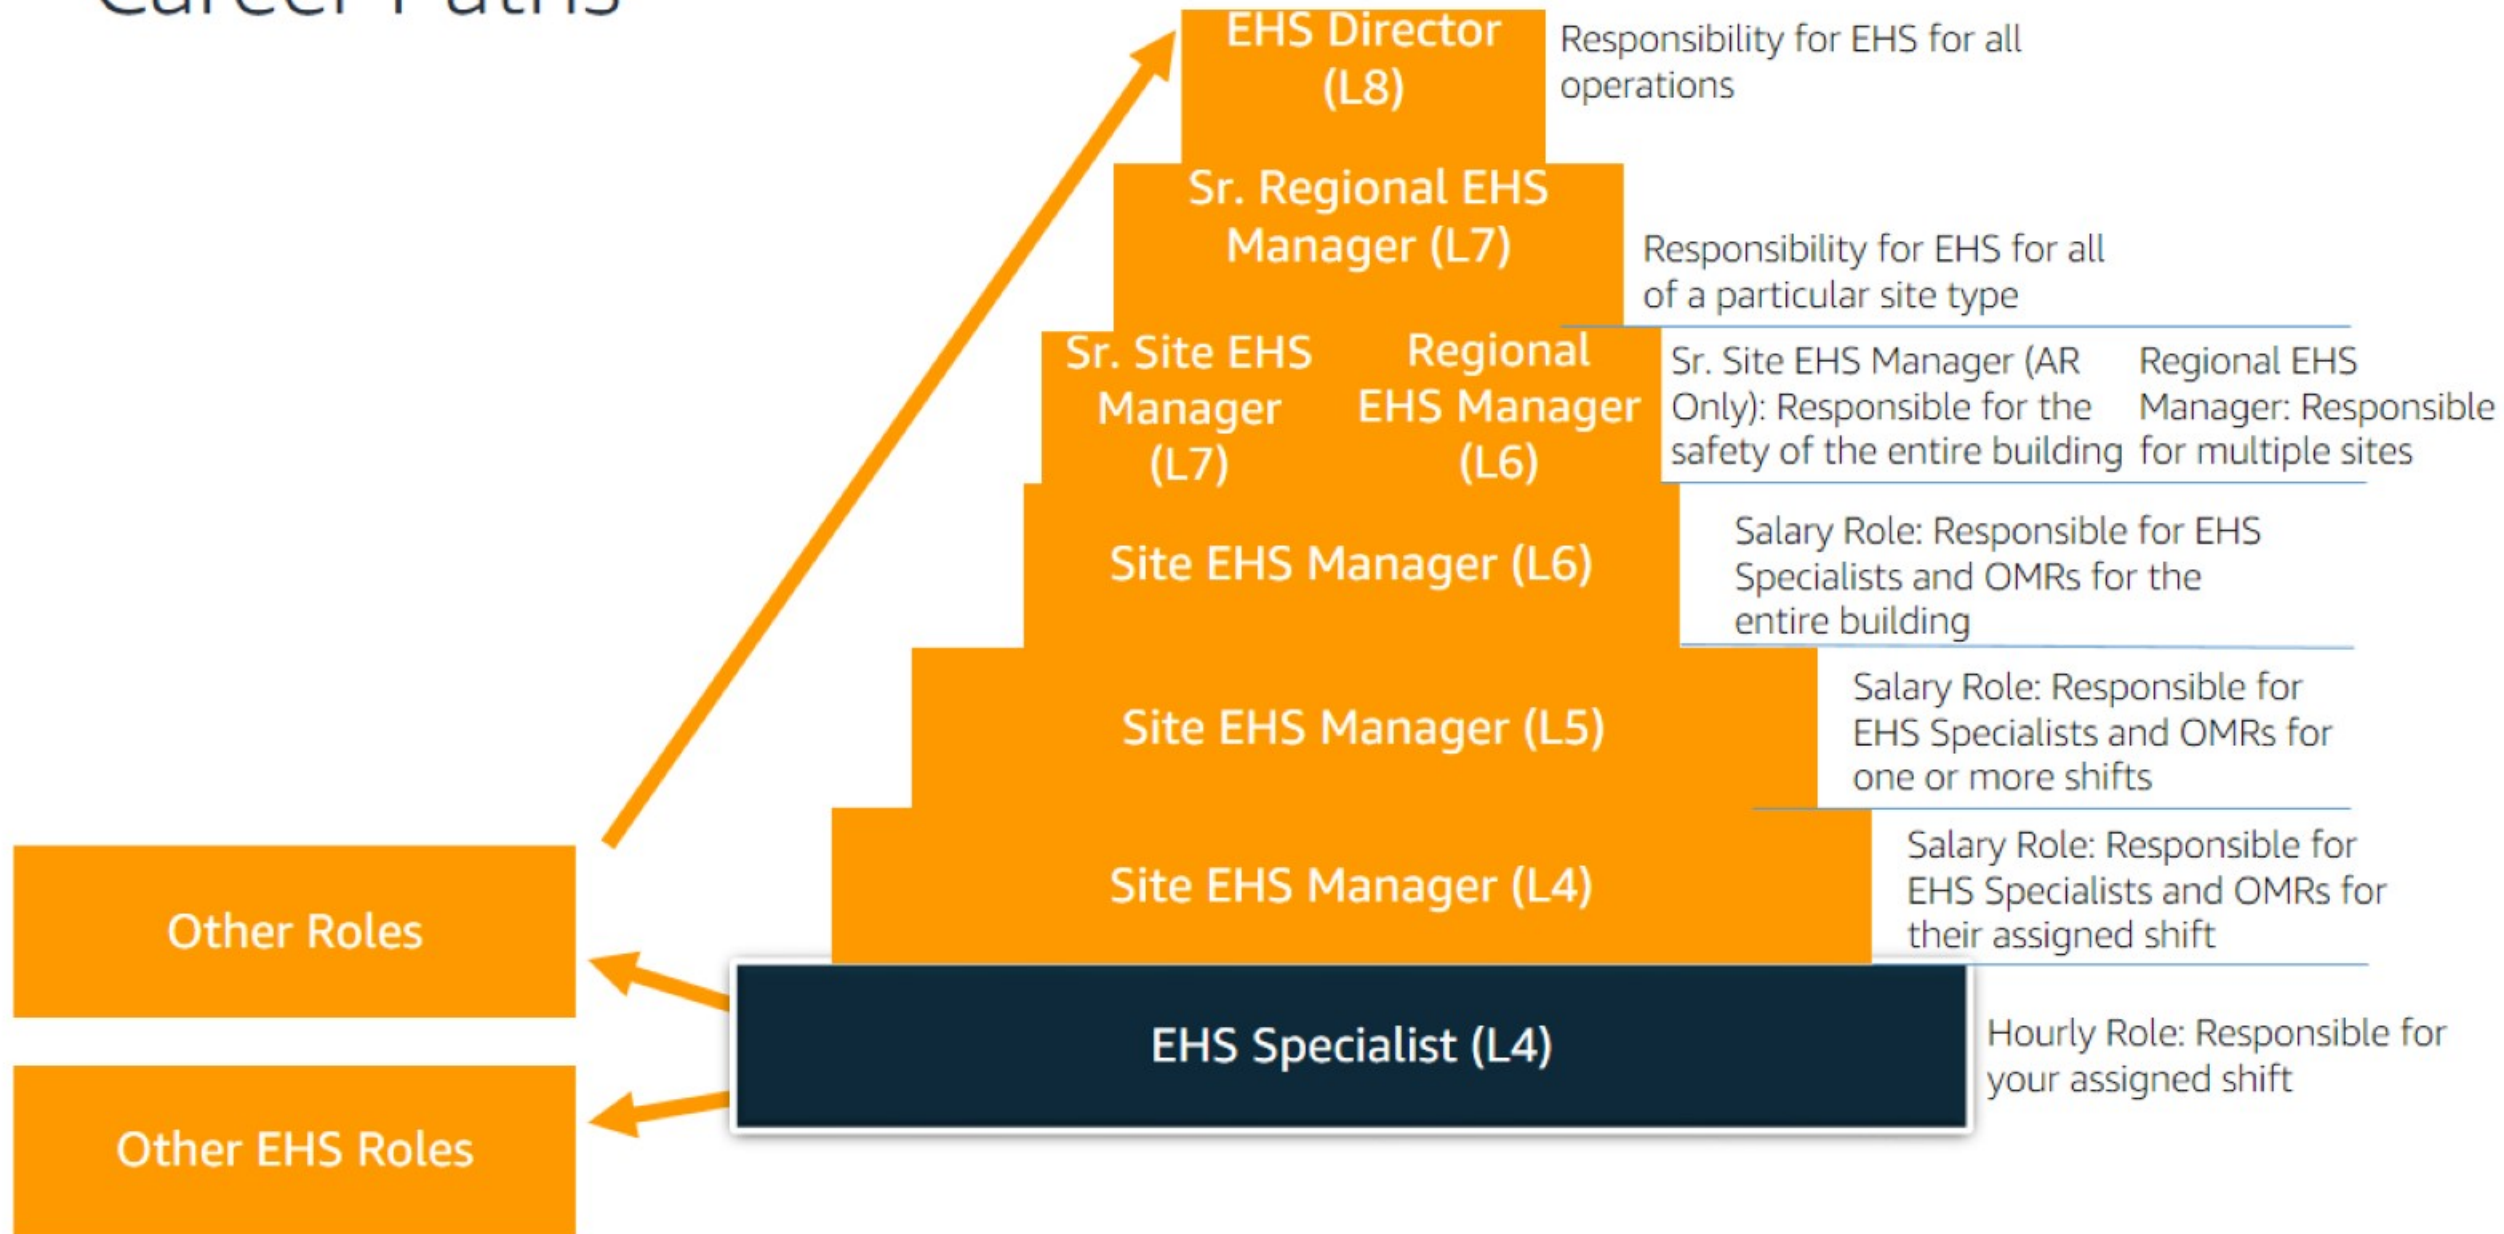 Career Paths
EHS Director
(L8)
Responsibility for EHS for all
operations
Sr. Regional EHS
Manager (L7)
Responsibility for EHS for all
of a particular site type
Sr. Site EHS
Manager
(L7)
Regional
EHS Manager
(L6)
Sr. Site EHS Manager (AR
Only): Responsible for the
safety of the entire building
Regional EHS
Manager: Responsible
for multiple sites
Site EHS Manager (L6)
Salary Role: Responsible for EHS
Specialists and OMRs for the
entire building
Site EHS Manager (L5)
Salary Role: Responsible for
EHS Specialists and OMRs for
one or more shifts
Site EHS Manager (L4)
Salary Role: Responsible for
EHS Specialists and OMRs for
their assigned shift
Other Roles
EHS Specialist (L4)
Hourly Role: Responsible for
your assigned shift
Other EHS Roles